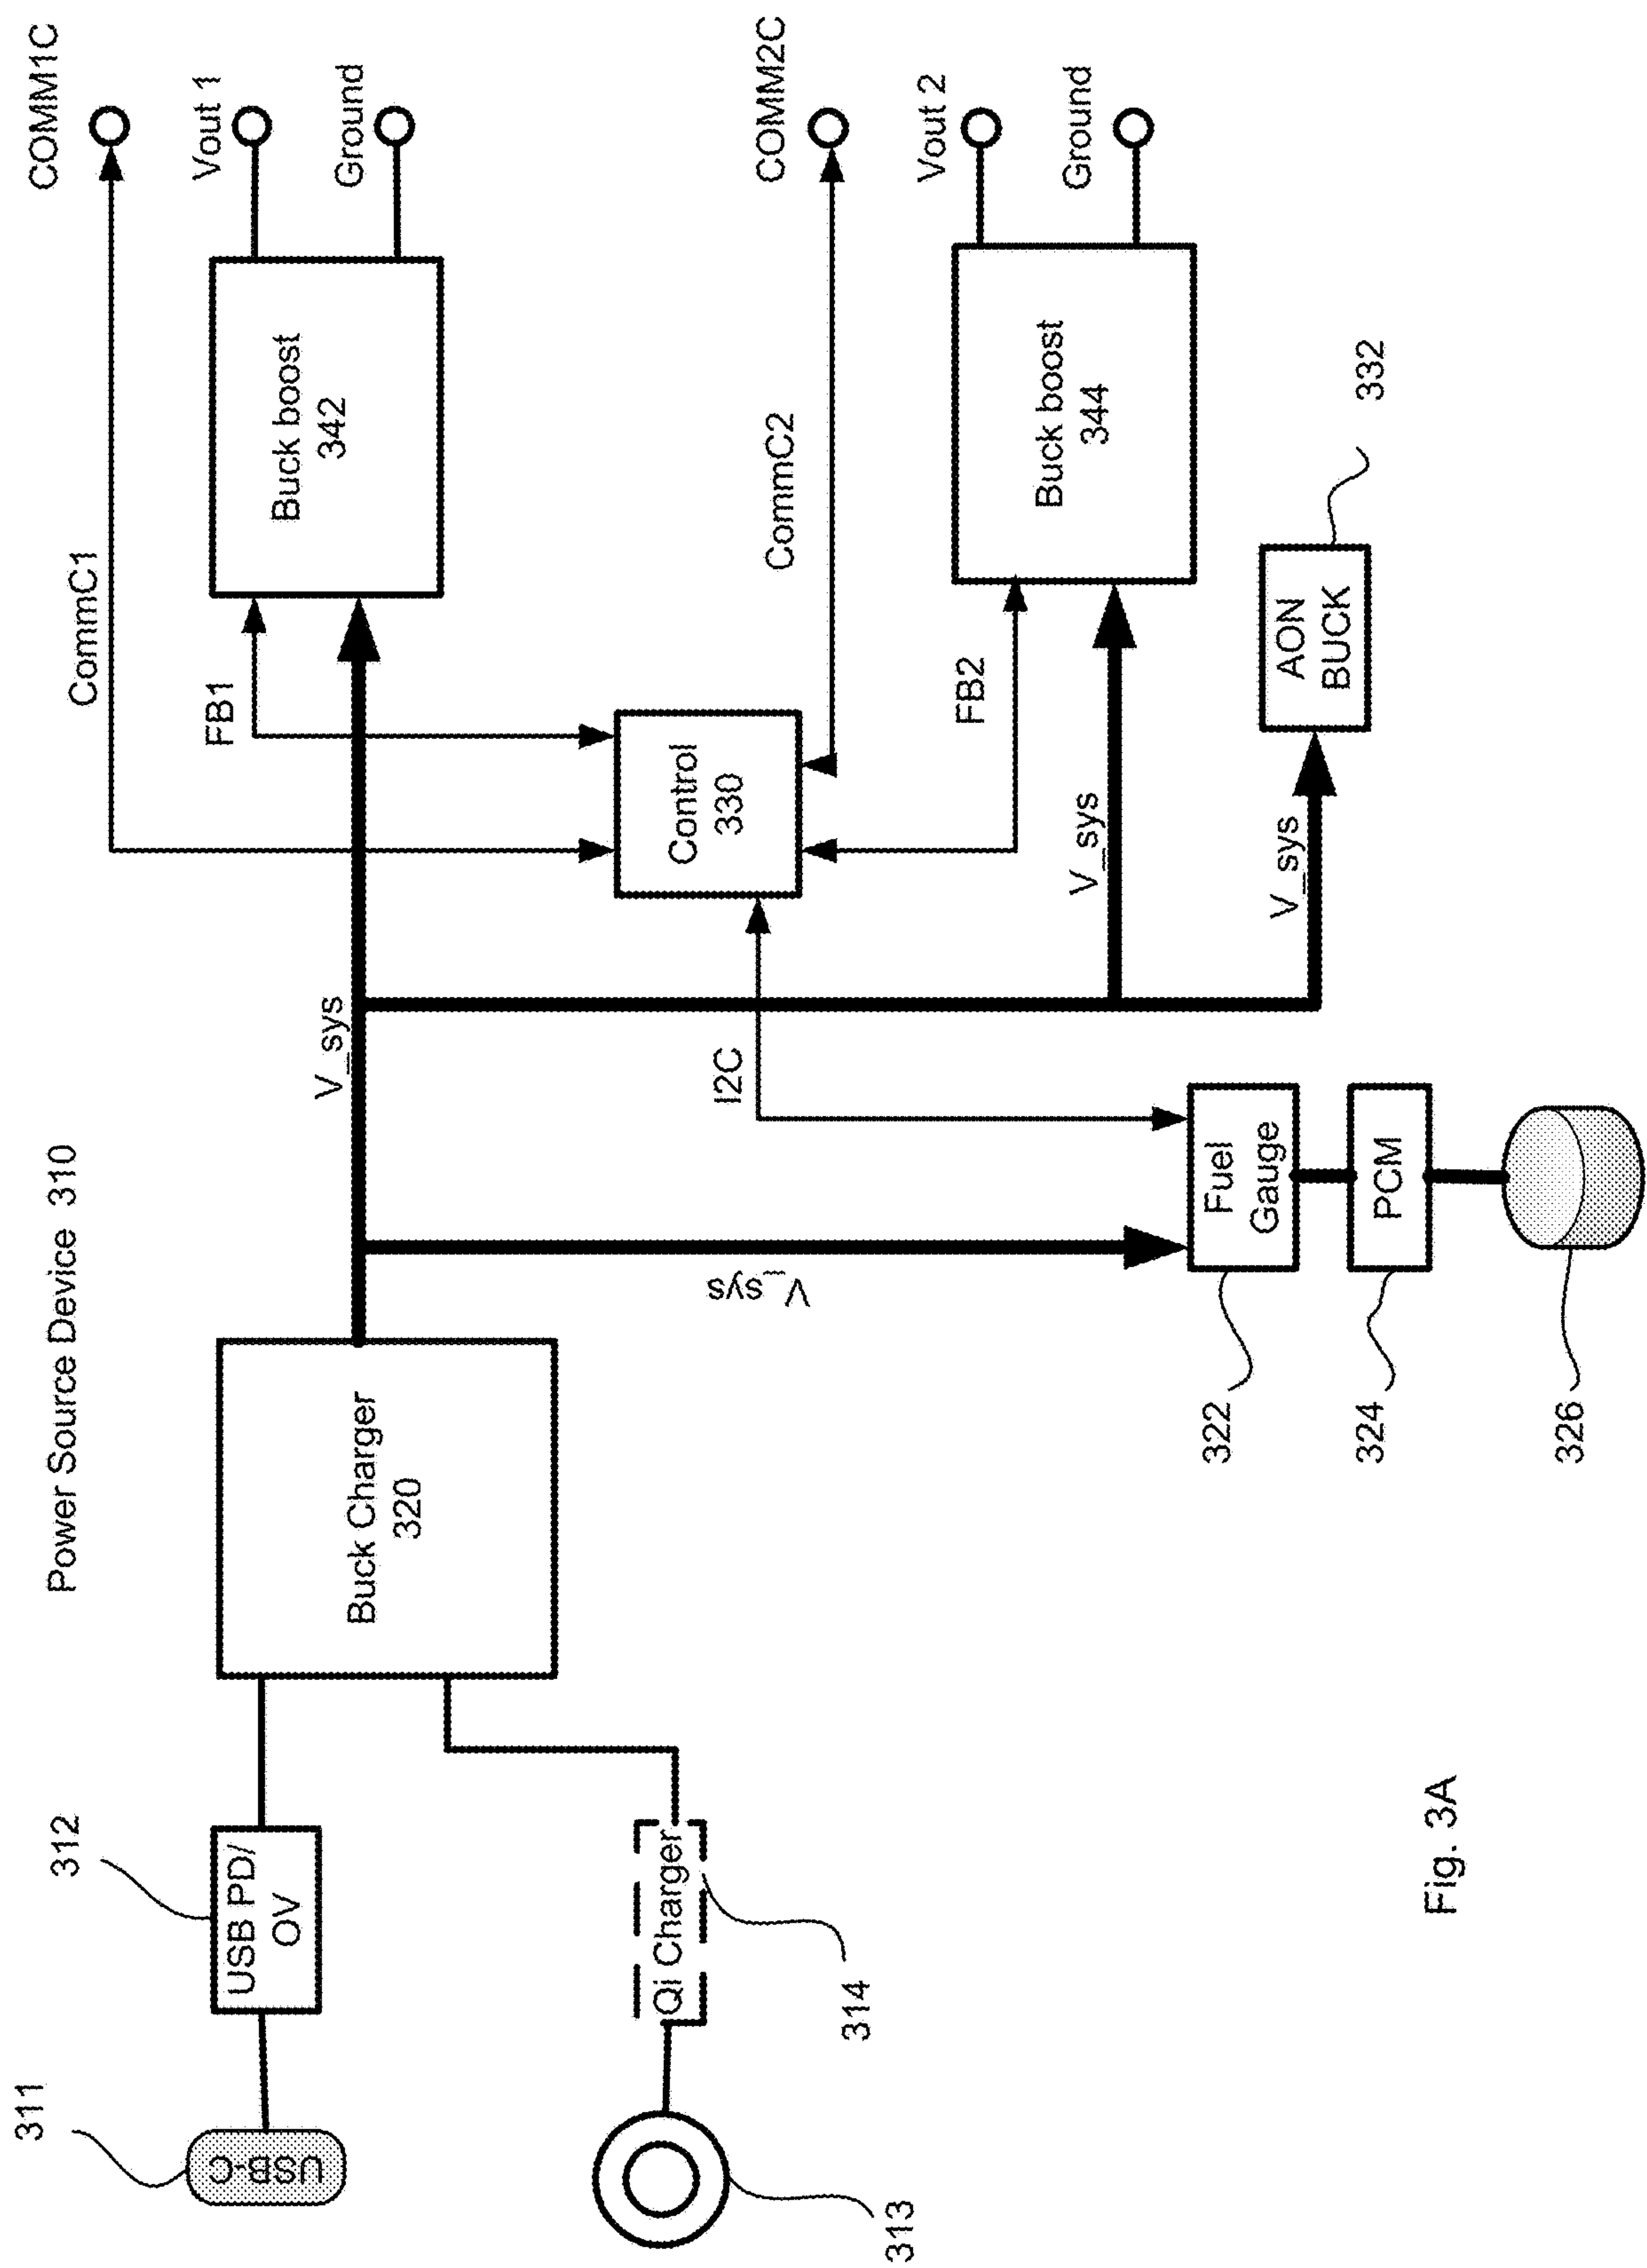 Power Source Device 310
311
USB-C
312
USB PD/
OV
313
Qi Charger
314
Buck Charger
320
V_sys
V_sys
I2C
Fuel
Gauge
322
PCM
324
326
CommC1
COMM1C
FB1
Buck boost
342
Vout 1
Ground
Control
330
CommC2
COMM2C
FB2
V_sys
Buck boost
344
Vout 2
Ground
V_sys
AON
BUCK
332
Fig. 3A